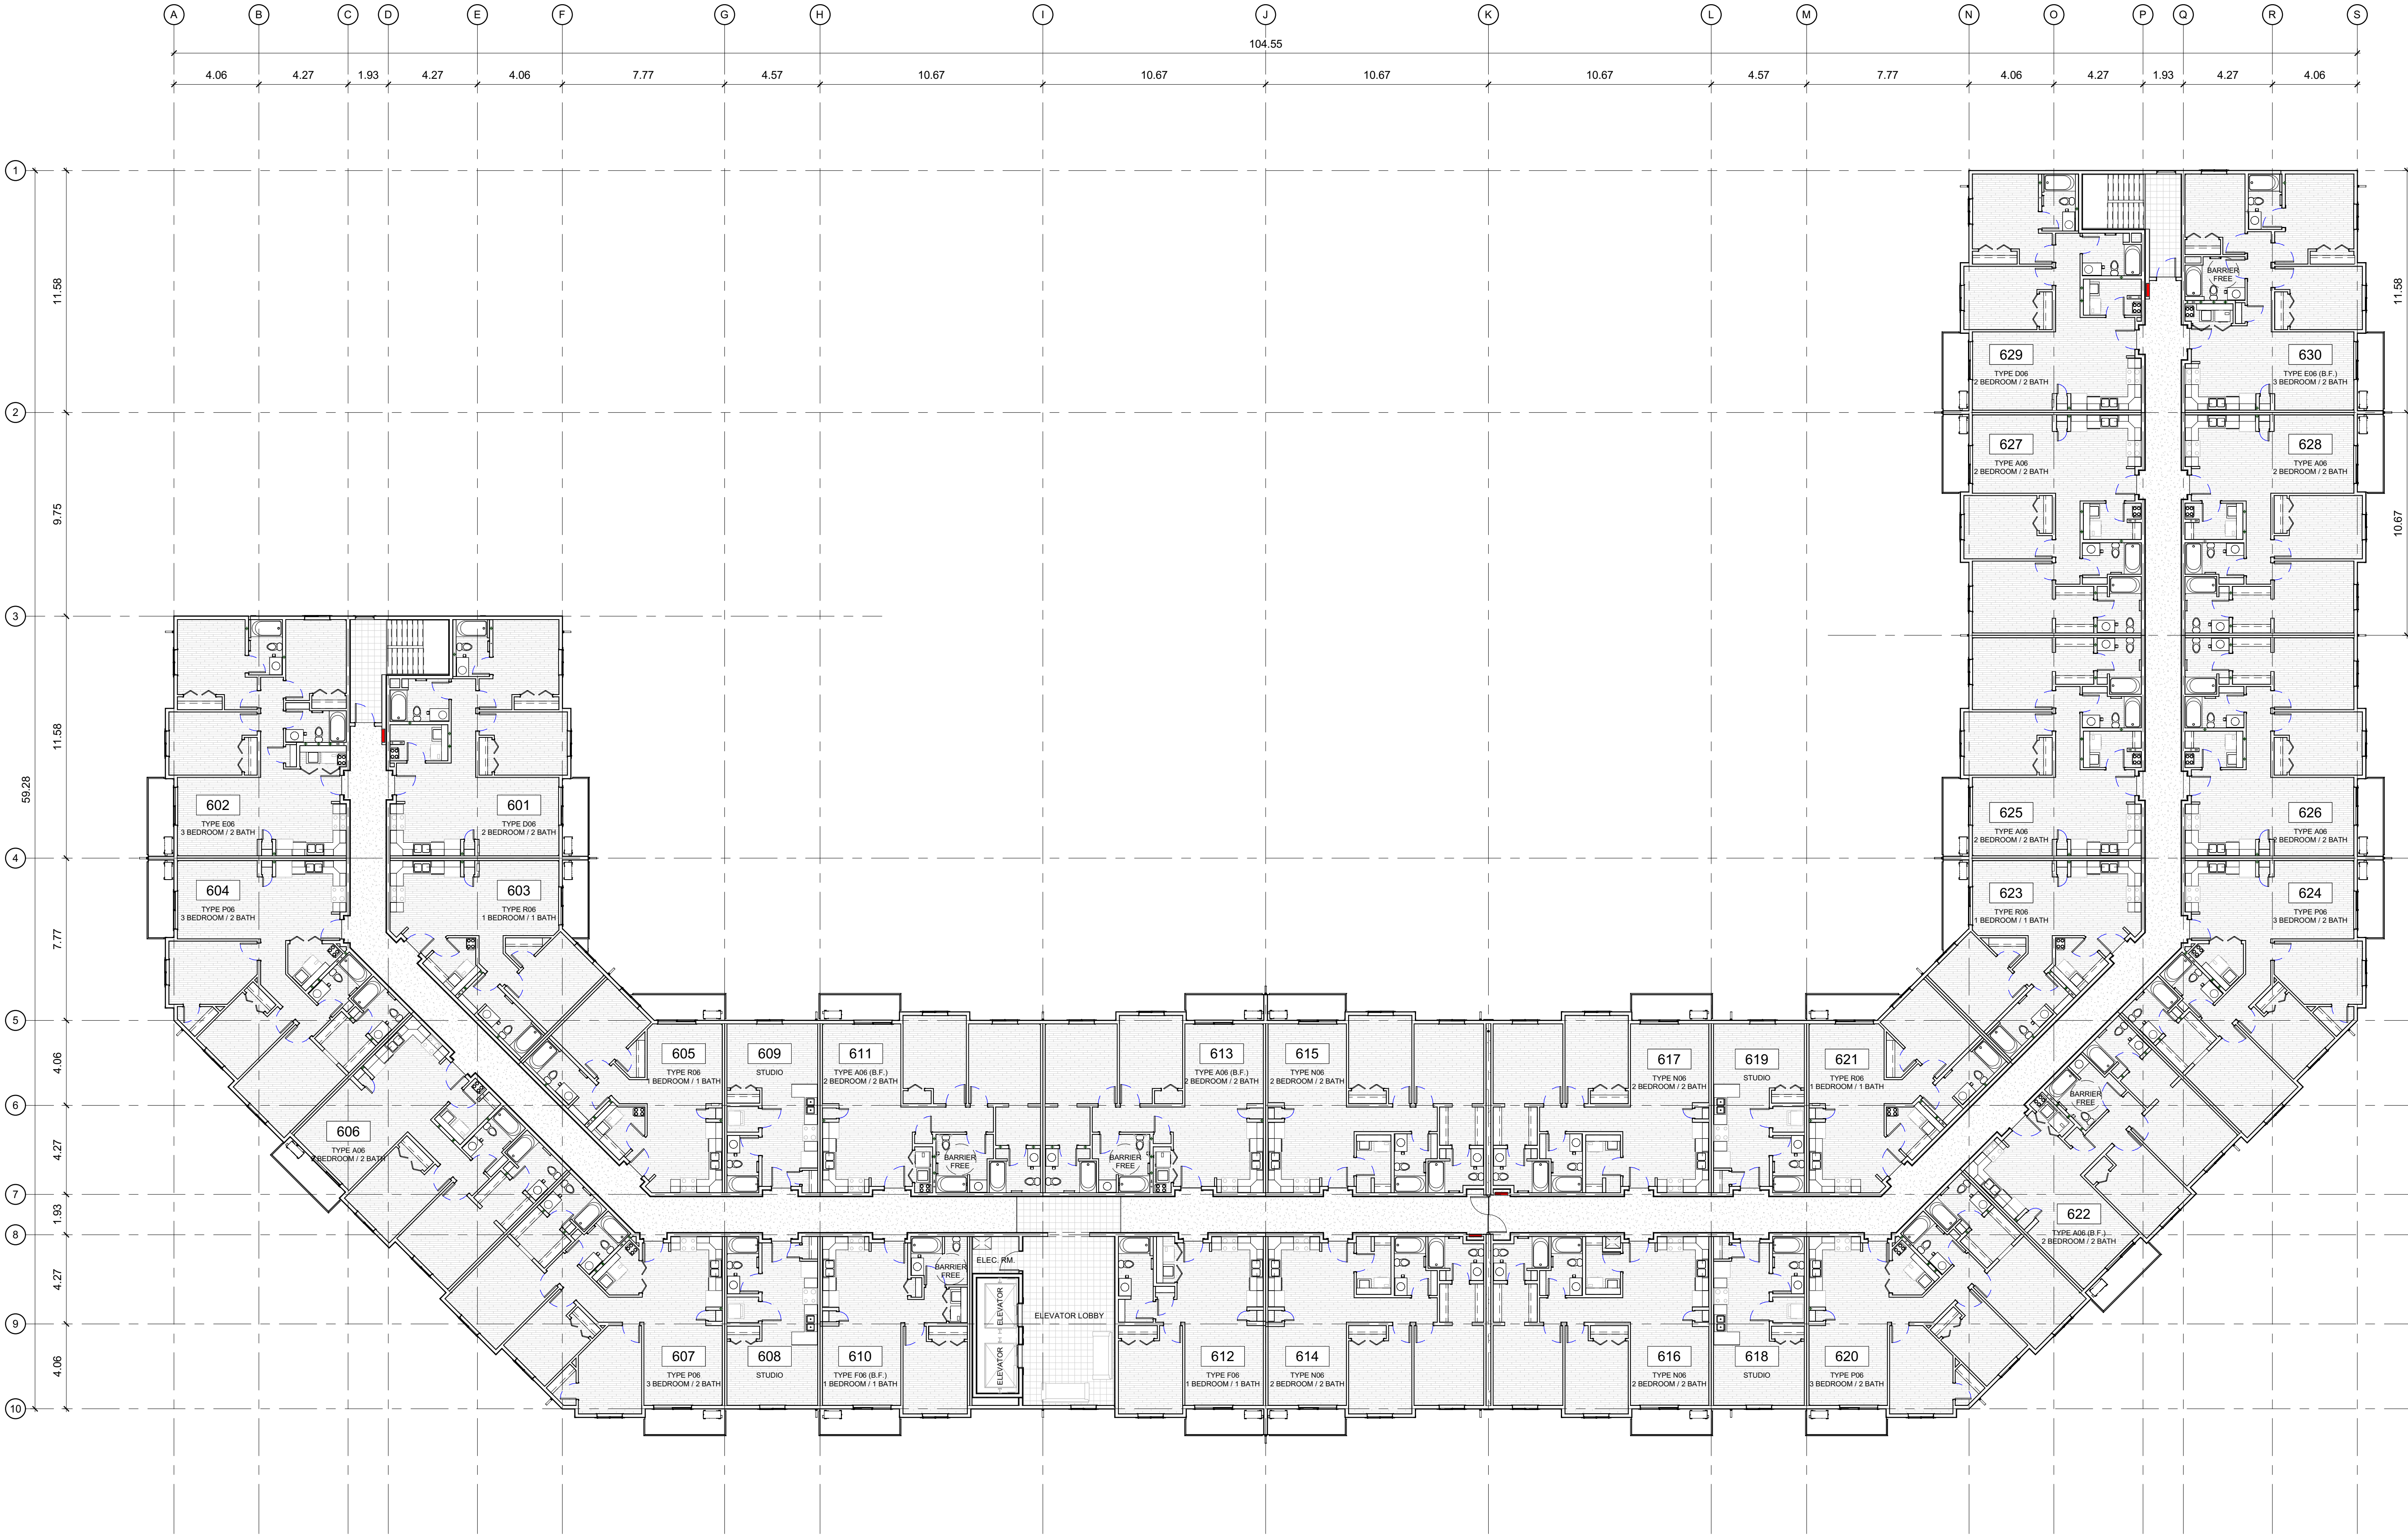 A B C D E F G H I J K L M N O P Q R S
104.55
4.06 4.27 1.93 4.27 4.06 7.77 4.57 10.67 10.67 10.67 10.67 4.57 7.77 4.06 4.27 1.93 4.27 4.06
1
11.58
11.58
BARRIER
FREE
629
TYPE D06
2 BEDROOM / 2 BATH
630
TYPE E06 (B.F.)
3 BEDROOM / 2 BATH
2
627
TYPE A06
2 BEDROOM / 2 BATH
628
TYPE A06
2 BEDROOM / 2 BATH
9.75
10.67
3
11.58
59.28
602
TYPE E06
3 BEDROOM / 2 BATH
601
TYPE D06
2 BEDROOM / 2 BATH
625
TYPE A06
2 BEDROOM / 2 BATH
626
TYPE A06
2 BEDROOM / 2 BATH
4
604
TYPE P06
3 BEDROOM / 2 BATH
603
TYPE R06
1 BEDROOM / 1 BATH
623
TYPE R06
1 BEDROOM / 1 BATH
624
TYPE P06
3 BEDROOM / 2 BATH
7.77
5
4.06
605
TYPE R06
1 BEDROOM / 1 BATH
609
STUDIO
611
TYPE A06 (B.F.)
2 BEDROOM / 2 BATH
613
TYPE A06 (B.F.)
2 BEDROOM / 2 BATH
615
TYPE N06
2 BEDROOM / 2 BATH
617
TYPE N06
2 BEDROOM / 2 BATH
619
STUDIO
621
TYPE R06
1 BEDROOM / 1 BATH
BARRIER
FREE
6
606
TYPE A06
2 BEDROOM / 2 BATH
4.27
BARRIER
FREE
BARRIER
FREE
7
1.93
622
TYPE A06 (B.F.)
2 BEDROOM / 2 BATH
8
4.27
ELEC. RM.
BARRIER
FREE
ELEVATOR
ELEVATOR
ELEVATOR LOBBY
9
4.06
607
TYPE P06
3 BEDROOM / 2 BATH
608
STUDIO
610
TYPE F06 (B.F.)
1 BEDROOM / 1 BATH
612
TYPE F06
1 BEDROOM / 1 BATH
614
TYPE N06
2 BEDROOM / 2 BATH
616
TYPE N06
2 BEDROOM / 2 BATH
618
STUDIO
620
TYPE P06
3 BEDROOM / 2 BATH
10